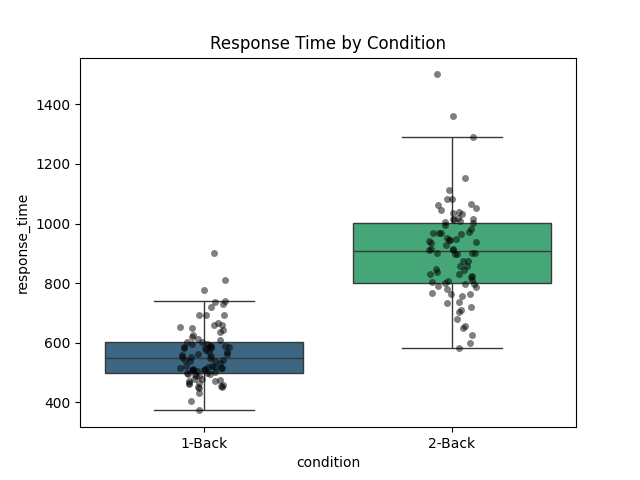 Response Time by Condition
1400
1200
1000
800
600
400
response_time
1-Back
2-Back
condition